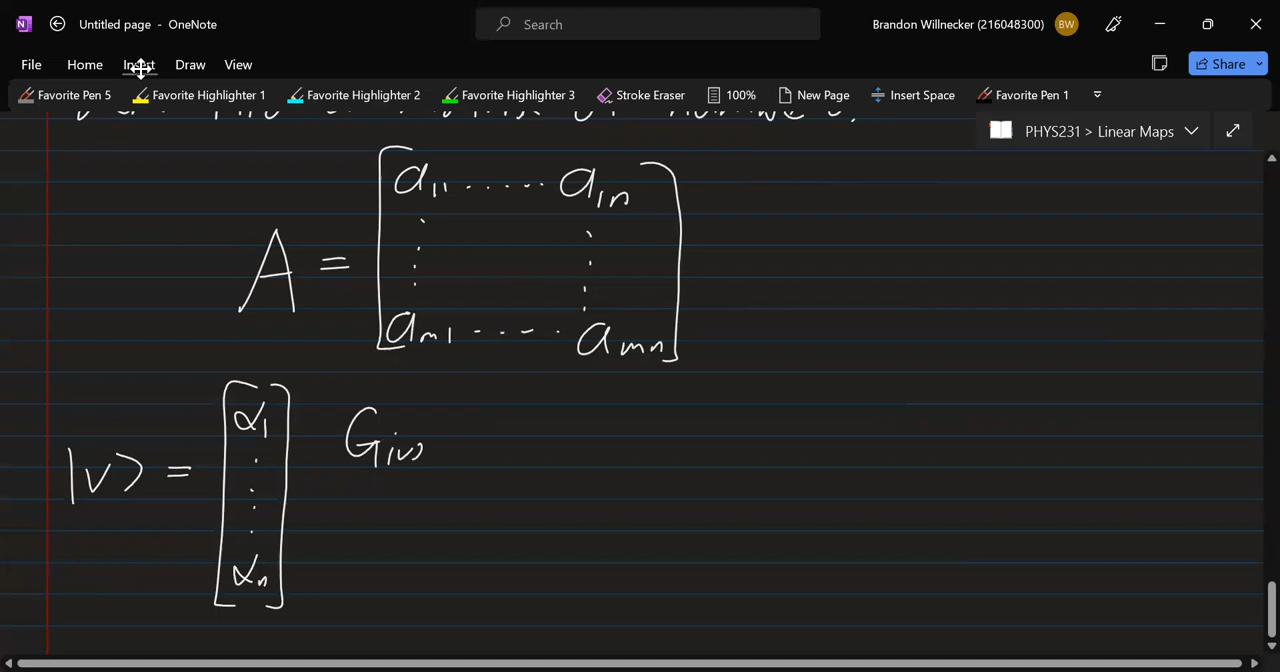 Untitled page - OneNote
Search
Brandon Willnecker (216048300) BW
File Home Insert Draw View
Share
Favorite Pen 5 Favorite Highlighter 1 Favorite Highlighter 2 Favorite Highlighter 3 Stroke Eraser 100% New Page Insert Space Favorite Pen 1
PHYS231 > Linear Maps
a₁₁ ..... a₁ₙ
A =
aₘ₁ ..... aₘₙ
α₁
Giv
|v> =
αₙ